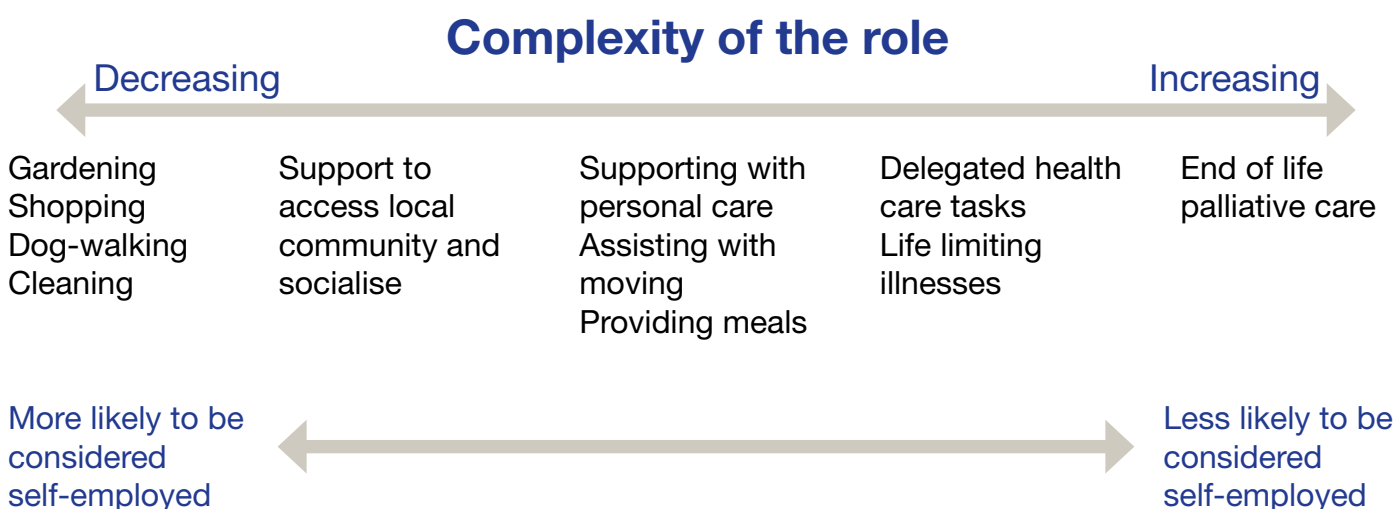 Complexity of the role
Decreasing
Increasing
Gardening
Shopping
Dog-walking
Cleaning
Support to
access local
community and
socialise
Supporting with
personal care
Assisting with
moving
Providing meals
Delegated health
care tasks
Life limiting
illnesses
End of life
palliative care
More likely to be
considered
self-employed
Less likely to be
considered
self-employed